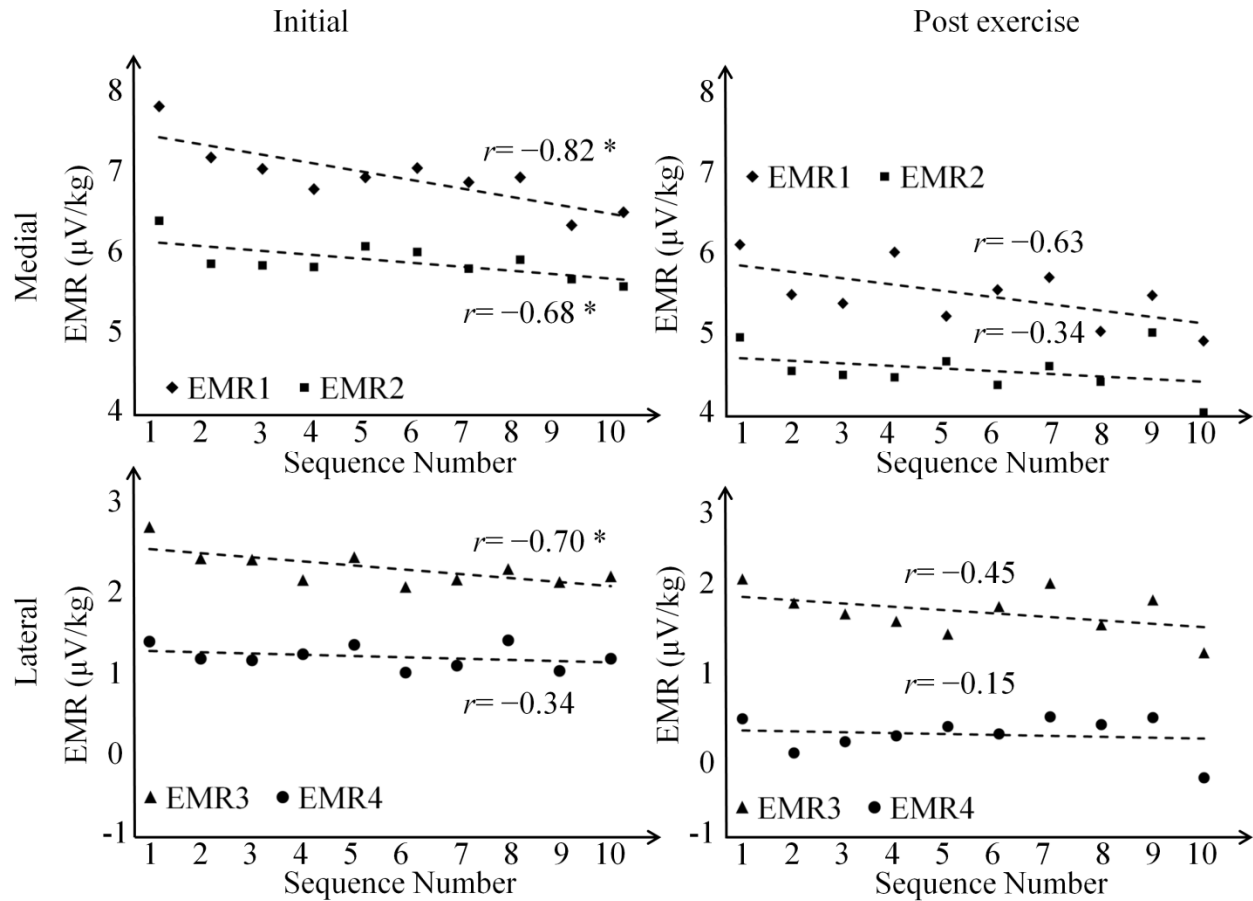 Initial
Post exercise
Medial
EMR (μV/kg)
8
7
6
5
4
r= −0.82 *
r= −0.68 *
EMR1 EMR2
1 2 3 4 5 6 7 8 9 10
Sequence Number
EMR (μV/kg)
8
7
6
5
4
EMR1 EMR2
r= −0.63
r= −0.34
1 2 3 4 5 6 7 8 9 10
Sequence Number
Lateral
EMR (μV/kg)
3
2
1
0
-1
r= −0.70 *
r= −0.34
EMR3 EMR4
1 2 3 4 5 6 7 8 9 10
Sequence Number
EMR (μV/kg)
3
2
1
0
-1
r= −0.45
r= −0.15
EMR3 EMR4
1 2 3 4 5 6 7 8 9 10
Sequence Number